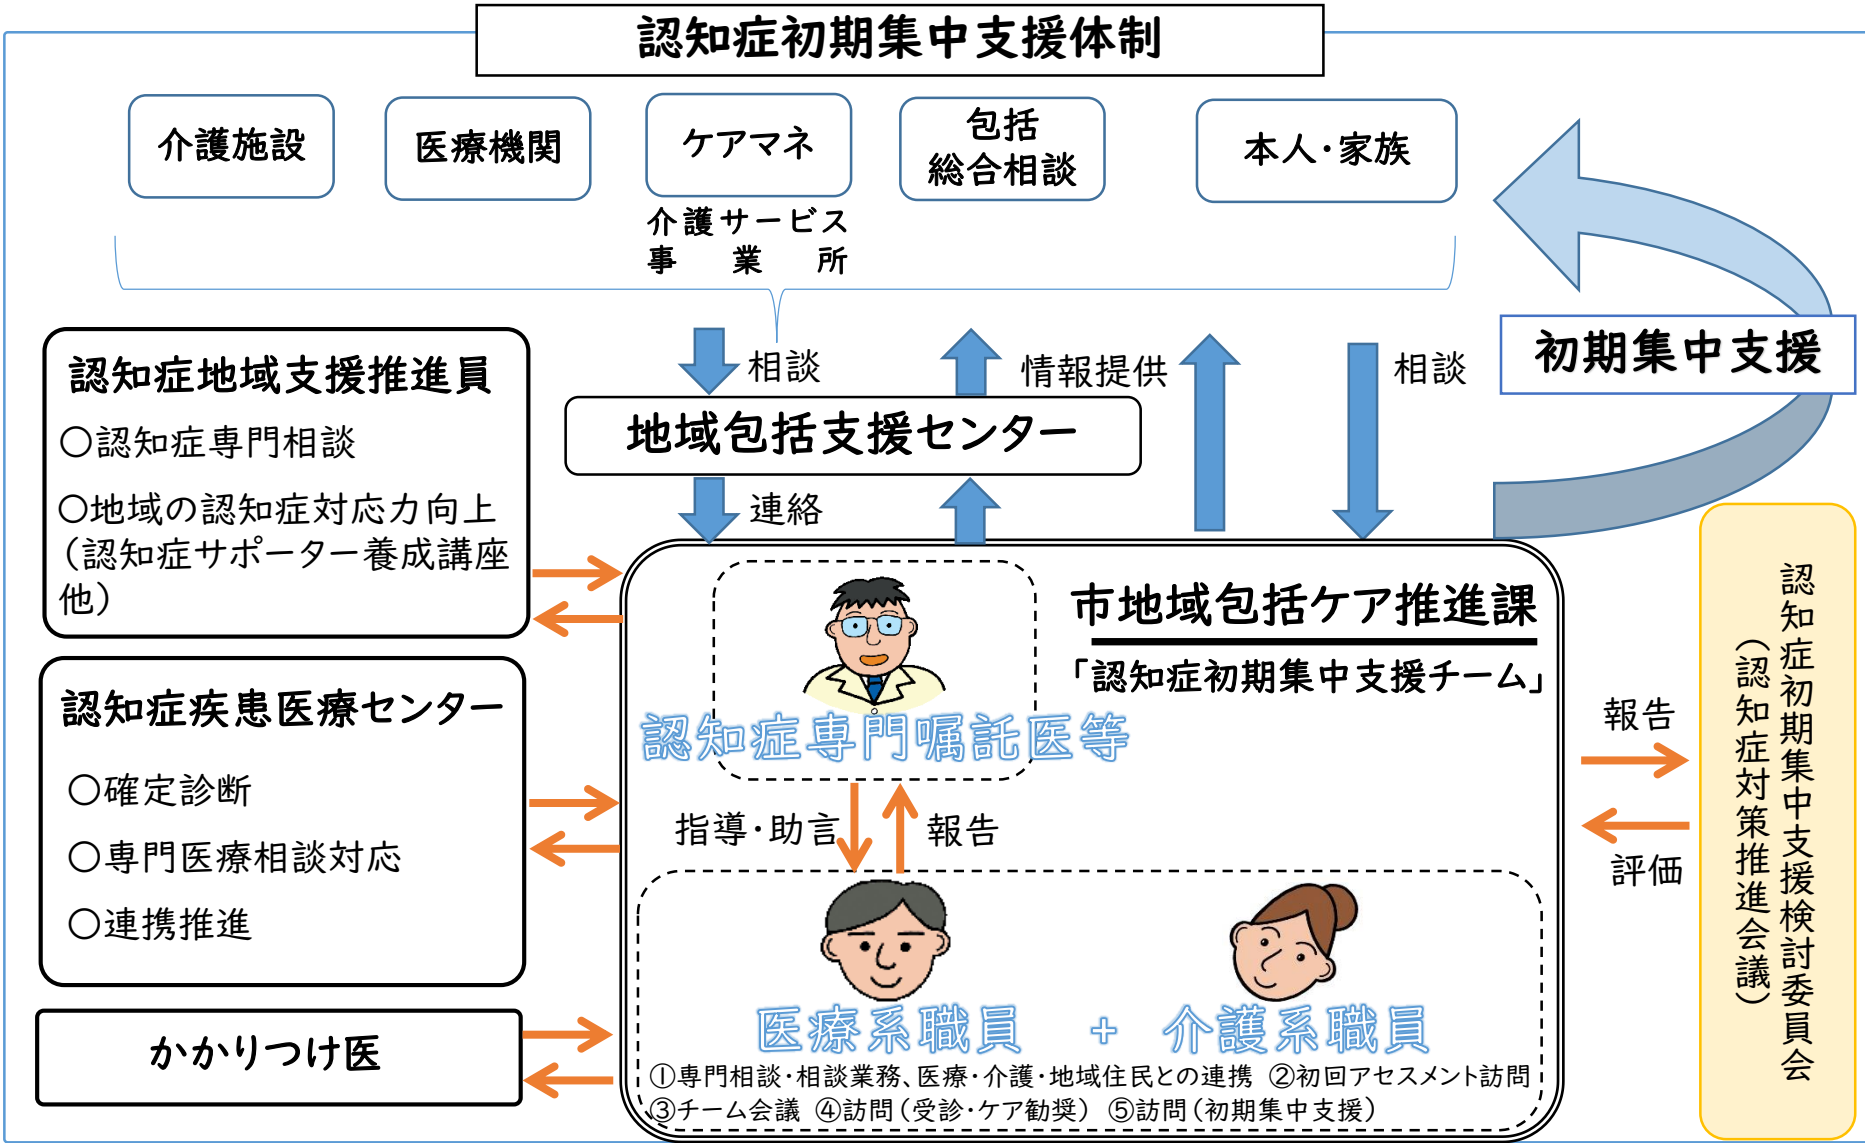 認知症初期集中支援体制
介護施設
医療機関
ケアマネ
包括
総合相談
本人・家族
介護サービス
事業所
認知症地域支援推進員
〇認知症専門相談
〇地域の認知症対応力向上
（認知症サポーター養成講座
他）
相談
情報提供
相談
初期集中支援
地域包括支援センター
連絡
市地域包括ケア推進課
「認知症初期集中支援チーム」
認知症専門嘱託医等
指導・助言
報告
医療系職員 + 介護系職員
①専門相談・相談業務、医療・介護・地域住民との連携 ②初回アセスメント訪問
③チーム会議 ④訪問（受診・ケア勧奨） ⑤訪問（初期集中支援）
認知症疾患医療センター
〇確定診断
〇専門医療相談対応
〇連携推進
かかりつけ医
報告
評価
認知症初期集中支援検討委員会
（認知症対策推進会議）